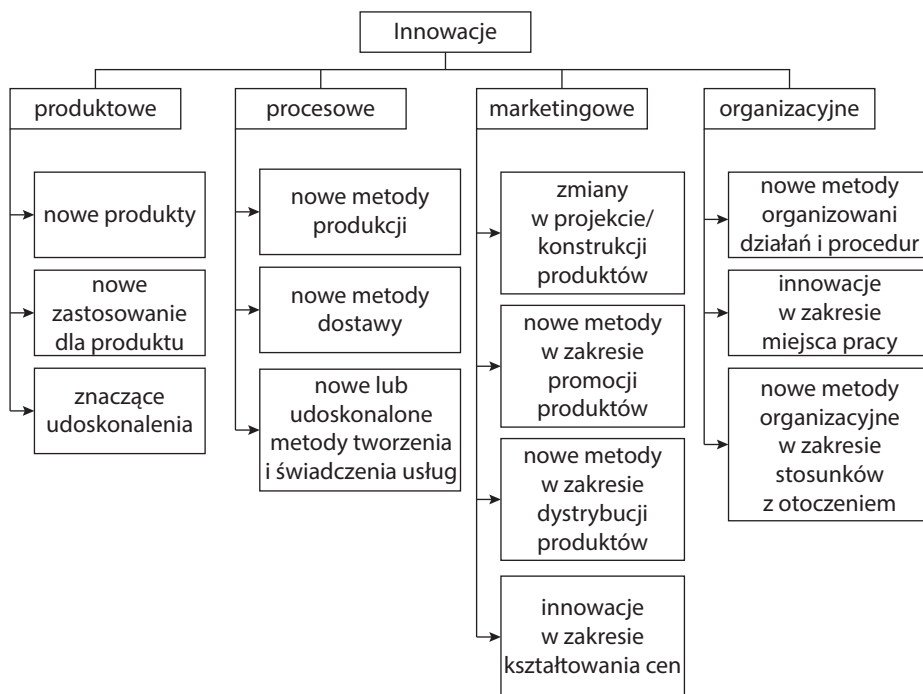 Innowacje
produktowe
procesowe
marketingowe
organizacyjne
nowe produkty
nowe
zastosowanie
dla produktu
znaczące
udoskonalenia
nowe metody
produkcji
nowe metody
dostawy
nowe lub
udoskonalone
metody tworzenia
i świadczenia usług
zmiany
w projekcie/
konstrukcji
produktów
nowe metody
w zakresie
promocji
produktów
nowe metody
w zakresie
dystrybucji
produktów
innowacje
w zakresie
kształtowania cen
nowe metody
organizowani
działań i procedur
innowacje
w zakresie
miejsca pracy
nowe metody
organizacyjne
w zakresie
stosunków
z otoczeniem